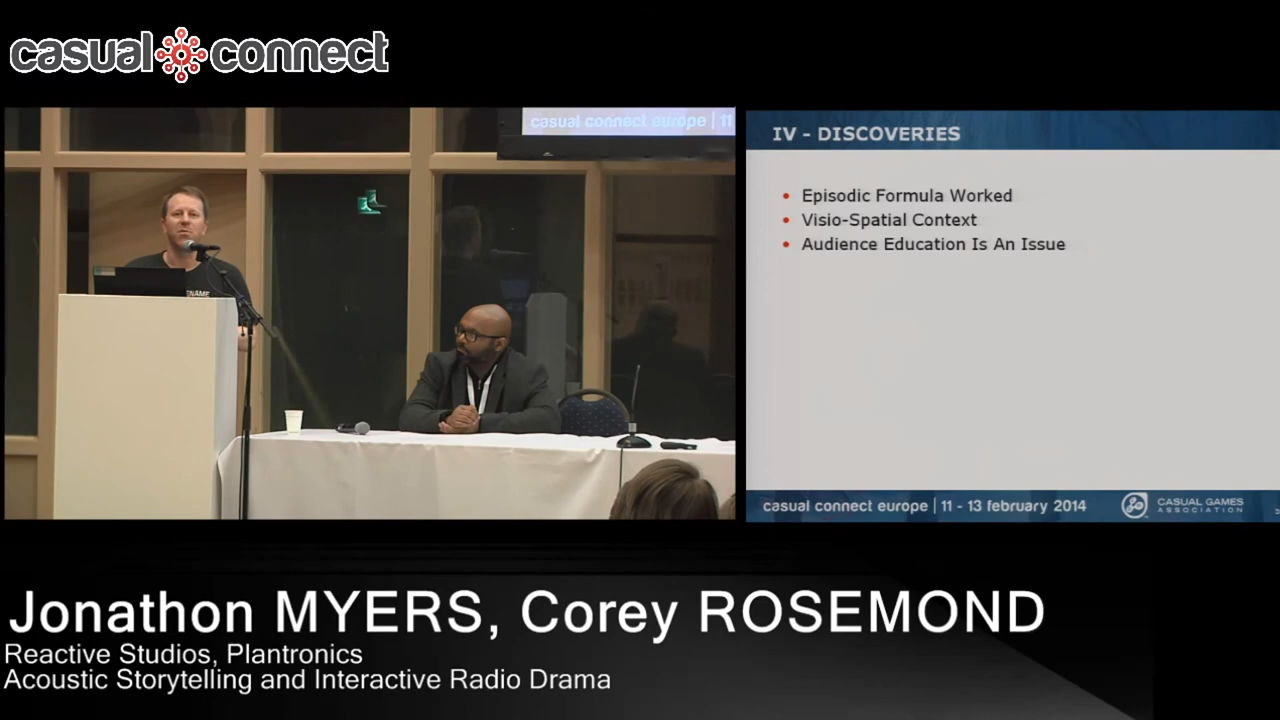 casual connect
casual connect europe | 11
IV - DISCOVERIES
• Episodic Formula Worked
• Visio-Spatial Context
• Audience Education Is An Issue
casual connect europe | 11 - 13 february 2014
CASUAL GAMES
ASSOCIATION
Jonathon MYERS, Corey ROSEMOND
Reactive Studios, Plantronics
Acoustic Storytelling and Interactive Radio Drama